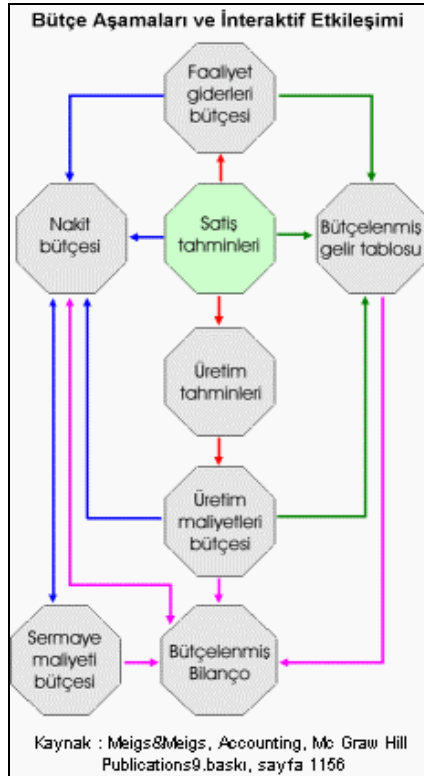 Bütçe Aşamaları ve İnteraktif Etkileşimi
Faaliyet
giderleri
bütçesi
Nakit
bütçesi
Satiş
tahminleri
Bütçelenmiş
gelir tablosu
Üretim
tahminleri
Üretim
maliyetleri
bütçesi
Sermaye
maliyeti
bütçesi
Bütçelenmiş
Bilanço
Kaynak : Meigs&Meigs, Accounting, Mc Graw Hill
Publications9.baskı, sayfa 1156